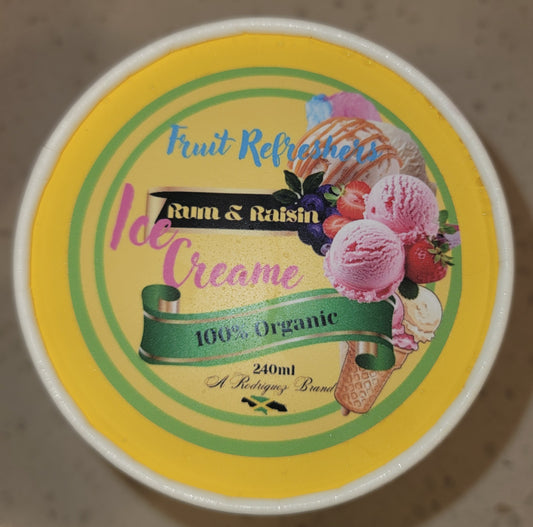 Fruit Refreshers
Rum & Raisin
Ice
Creame
100% Organic
240ml
A Rodriguez Brand